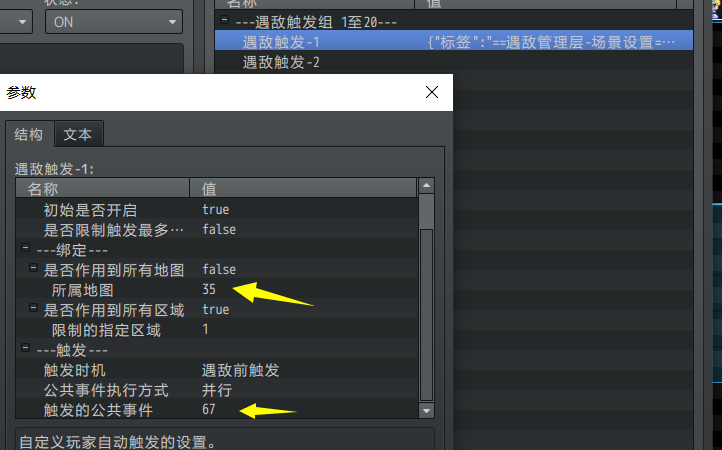 状态:
ON
名称 值
---遇敌触发组 1至20---
遇敌触发-1 {"标签":"==遇敌管理层-场景设置=…
遇敌触发-2
参数
结构 文本
遇敌触发-1:
名称 值
初始是否开启 true
是否限制触发最多… false
---绑定---
是否作用到所有地图 false
所属地图 35
是否作用到所有区域 true
限制的指定区域 1
---触发---
触发时机 遇敌前触发
公共事件执行方式 并行
触发的公共事件 67
自定义玩家自动触发的设置。